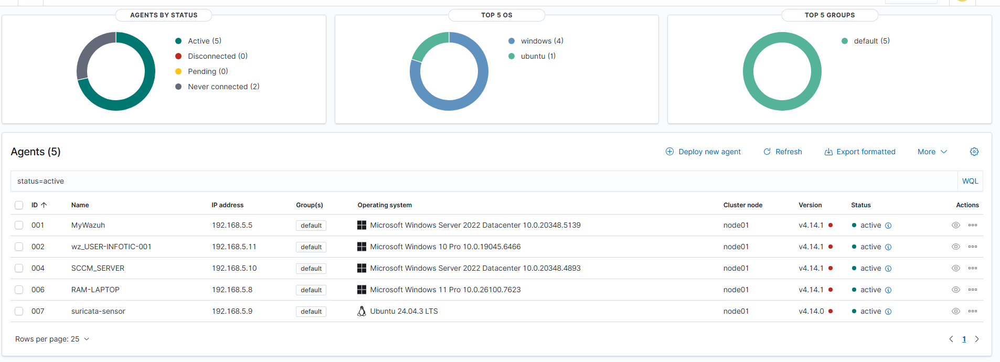 AGENTS BY STATUS
Active (5)
Disconnected (0)
Pending (0)
Never connected (2)
TOP 5 OS
windows (4)
ubuntu (1)
TOP 5 GROUPS
default (5)
Agents (5)
Deploy new agent Refresh Export formatted More
status=active WQL
ID Name IP address Group(s) Operating system Cluster node Version Status Actions
001 MyWazuh 192.168.5.5 default Microsoft Windows Server 2022 Datacenter 10.0.20348.5139 node01 v4.14.1 active
002 wz_USER-INFOTIC-001 192.168.5.11 default Microsoft Windows 10 Pro 10.0.19045.6466 node01 v4.14.1 active
004 SCCM_SERVER 192.168.5.10 default Microsoft Windows Server 2022 Datacenter 10.0.20348.4893 node01 v4.14.1 active
006 RAM-LAPTOP 192.168.5.8 default Microsoft Windows 11 Pro 10.0.26100.7623 node01 v4.14.1 active
007 suricata-sensor 192.168.5.9 default Ubuntu 24.04.3 LTS node01 v4.14.0 active
Rows per page: 25 1